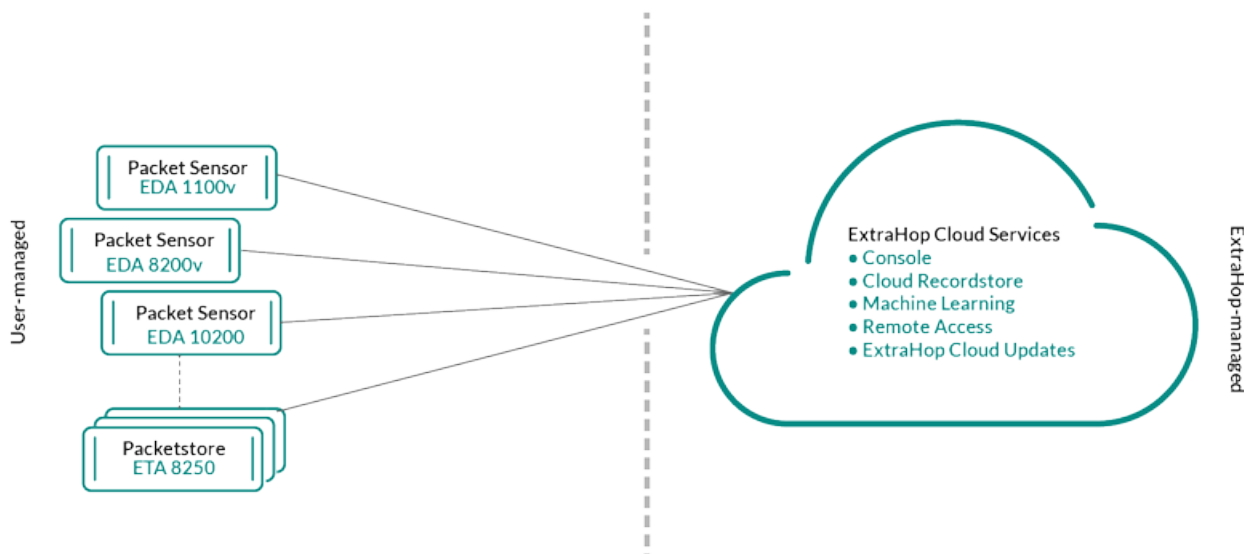 User-managed
Packet Sensor
EDA 1100v
Packet Sensor
EDA 8200v
Packet Sensor
EDA 10200
Packetstore
ETA 8250
ExtraHop Cloud Services
● Console
● Cloud Recordstore
● Machine Learning
● Remote Access
● ExtraHop Cloud Updates
ExtraHop-managed